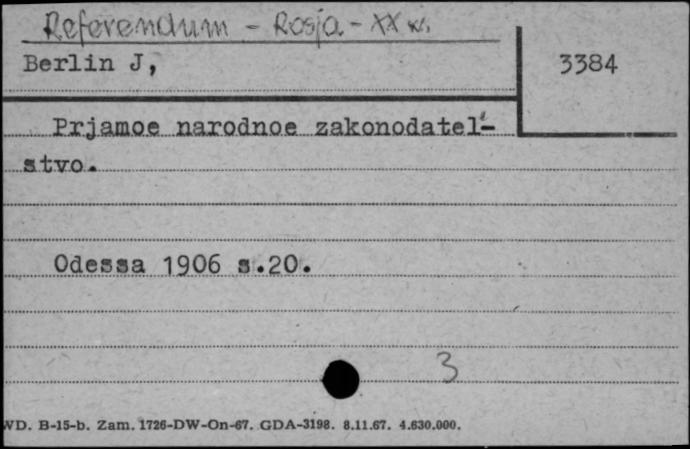 Referendum - Rosja - XX w.
Berlin J,
3384
Prjamoe narodnoe zakonodatel'-
stvo.
Odessa 1906 s.20.
3
WD. B-15-b. Zam. 1726-DW-On-67. GDA-3198. 8.11.67. 4.630.000.